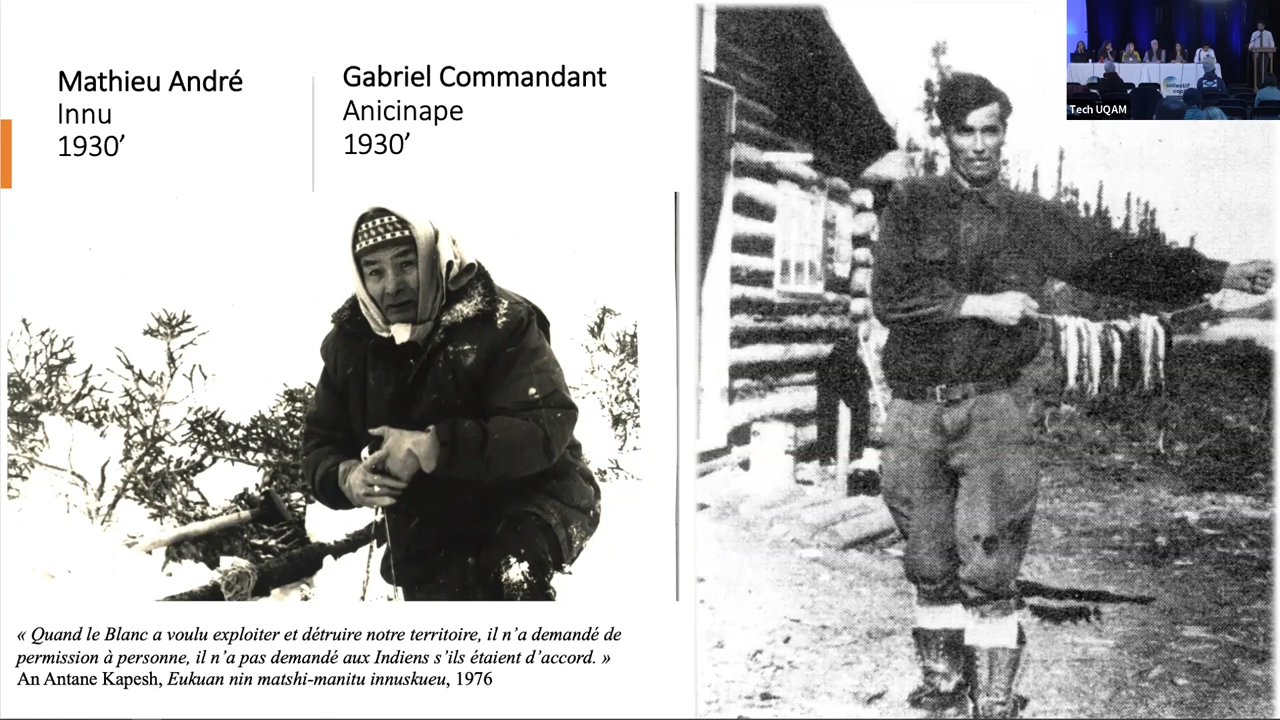 Mathieu André
Innu
1930’
Gabriel Commandant
Anicinape
1930’
Tech UQAM
« Quand le Blanc a voulu exploiter et détruire notre territoire, il n’a demandé de
permission à personne, il n’a pas demandé aux Indiens s’ils étaient d’accord. »
An Antane Kapesh, Eukuan nin matshi-manitu innuskueu, 1976